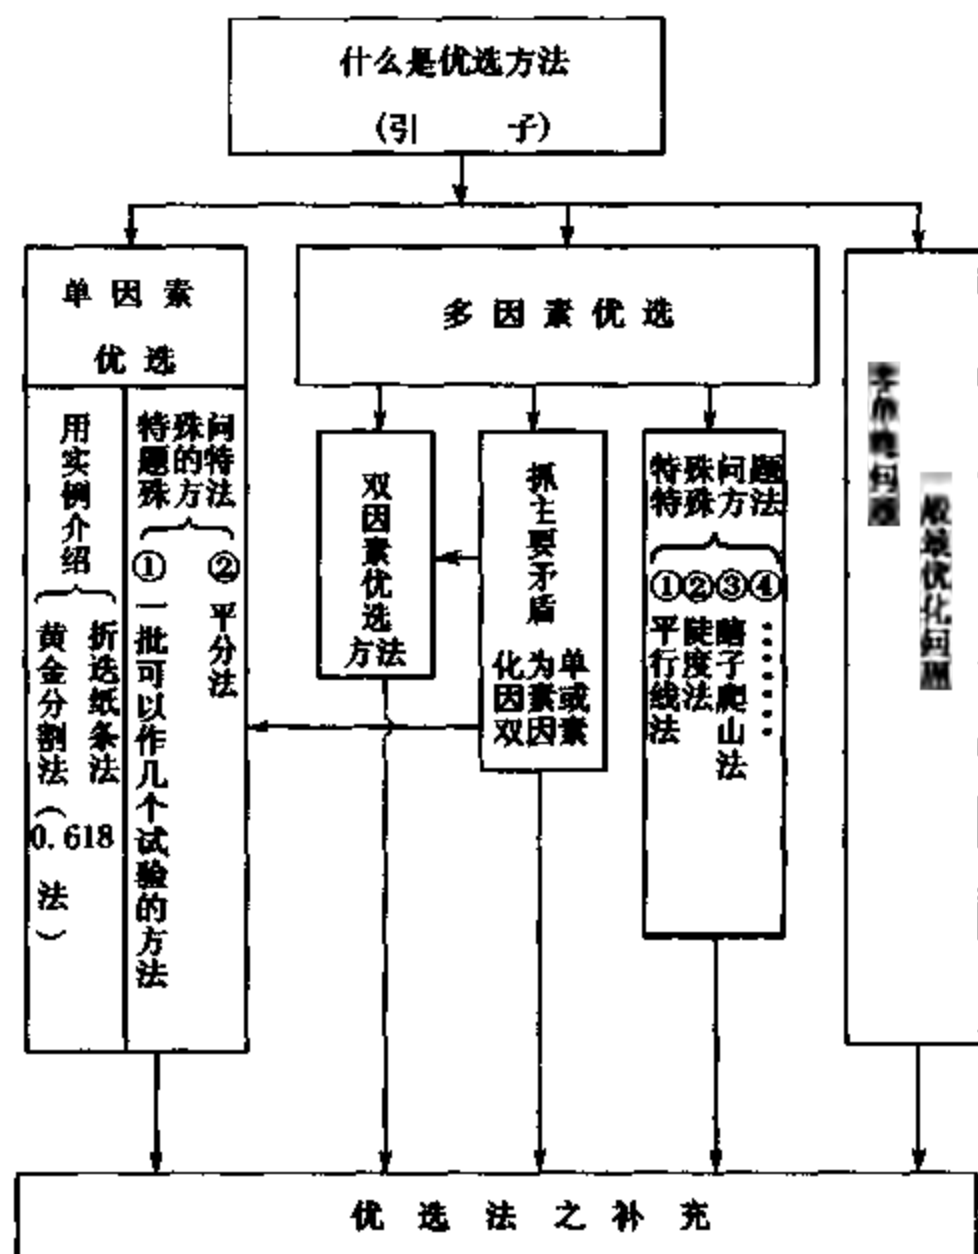 什么是优选方法
(引 子)
单因素
优选
用实例介绍
黄金分割法(0.618法)
折选纸条法
特殊问
题的特
殊方法
①一批可以作几个试验的方法
②平分法
多因素优选
双因素优选
方法
抓主要矛盾
化为单
因素或
双因素
特殊问题
特殊方法
①平行线法
②陡度法
③瞎子爬山法
④……
一般最优化问题
优选法之补充